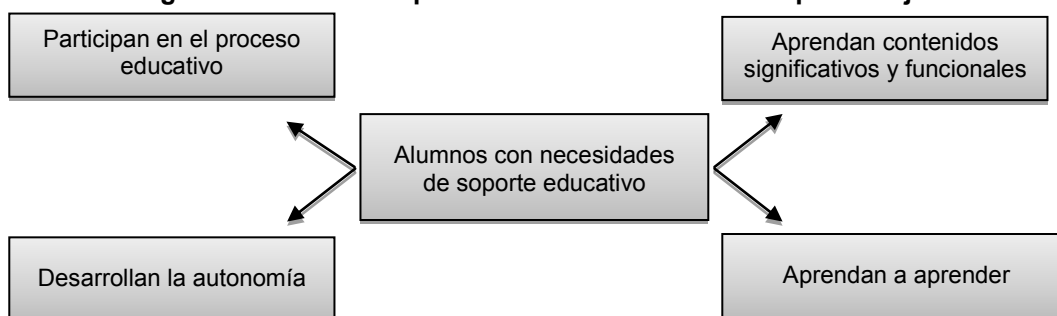 Participan en el proceso
educativo
Aprendan contenidos
significativos y funcionales
Alumnos con necesidades
de soporte educativo
Desarrollan la autonomía
Aprendan a aprender